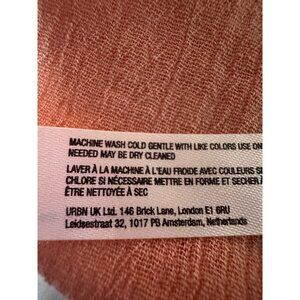 MACHINE WASH COLD GENTLE WITH LIKE COLORS USE ON
NEEDED MAY BE DRY CLEANED
LAVER À LA MACHINE À L'EAU FROIDE AVEC COULEURS S
CHLORE SI NÉCESSAIRE METTRE EN FORME ET SECHER À
ÊTRE NETTOYÉE À SEC
URBN UK Ltd. 146 Brick Lane, London E1 6RU
Leidsestraat 32, 1017 PB Amsterdam, Netherlands